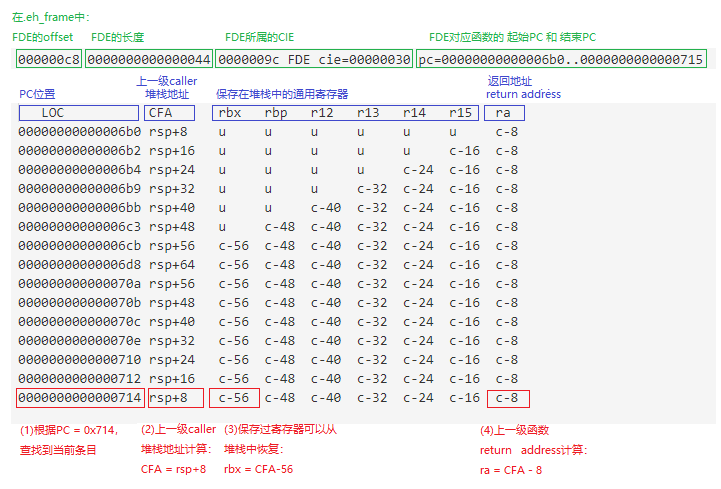 在.eh_frame中:
FDE的offset FDE的长度 FDE所属的CIE FDE对应函数的 起始PC 和 结束PC
000000c8 0000000000000044 0000009c FDE cie=00000030 pc=00000000000006b0..0000000000000715
PC位置 上一级caller 堆栈地址 保存在堆栈中的通用寄存器 返回地址 return address
LOC CFA rbx rbp r12 r13 r14 r15 ra
00000000000006b0 rsp+8 u u u u u u c-8
00000000000006b2 rsp+16 u u u u u c-16 c-8
00000000000006b4 rsp+24 u u u u c-24 c-16 c-8
00000000000006b9 rsp+32 u u u c-32 c-24 c-16 c-8
00000000000006bb rsp+40 u u c-40 c-32 c-24 c-16 c-8
00000000000006c3 rsp+48 u c-48 c-40 c-32 c-24 c-16 c-8
00000000000006cb rsp+56 c-56 c-48 c-40 c-32 c-24 c-16 c-8
00000000000006d8 rsp+64 c-56 c-48 c-40 c-32 c-24 c-16 c-8
000000000000070a rsp+56 c-56 c-48 c-40 c-32 c-24 c-16 c-8
000000000000070b rsp+48 c-56 c-48 c-40 c-32 c-24 c-16 c-8
000000000000070c rsp+40 c-56 c-48 c-40 c-32 c-24 c-16 c-8
000000000000070e rsp+32 c-56 c-48 c-40 c-32 c-24 c-16 c-8
0000000000000710 rsp+24 c-56 c-48 c-40 c-32 c-24 c-16 c-8
0000000000000712 rsp+16 c-56 c-48 c-40 c-32 c-24 c-16 c-8
0000000000000714 rsp+8 c-56 c-48 c-40 c-32 c-24 c-16 c-8
(1)根据PC = 0x714,
查找到当前条目
(2)上一级caller
堆栈地址计算:
CFA = rsp+8
(3)保存过寄存器可以从
堆栈中恢复:
rbx = CFA-56
(4)上一级函数
return address计算:
ra = CFA - 8